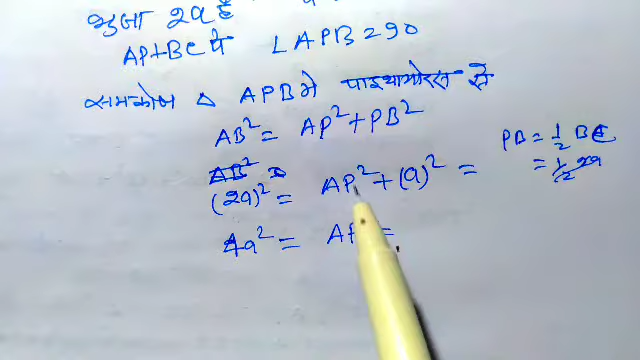 भुजा 2a है
AP⊥BC पे ∠APB=90
समकोण △ APB मे पाइथागोरस से
AB² = AP² + PB²
AB² =
(2a)² = AP² + (a)² =
PB = 1/2 BC
= 1/2 2a
4a² = AP =